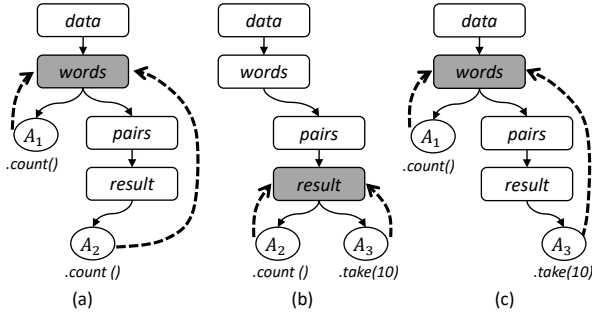 data
words
A1
.count()
pairs
result
A2
.count ()
(a)
data
words
pairs
result
A2
.count ()
A3
.take(10)
(b)
data
words
A1
.count()
pairs
result
A3
.take(10)
(c)